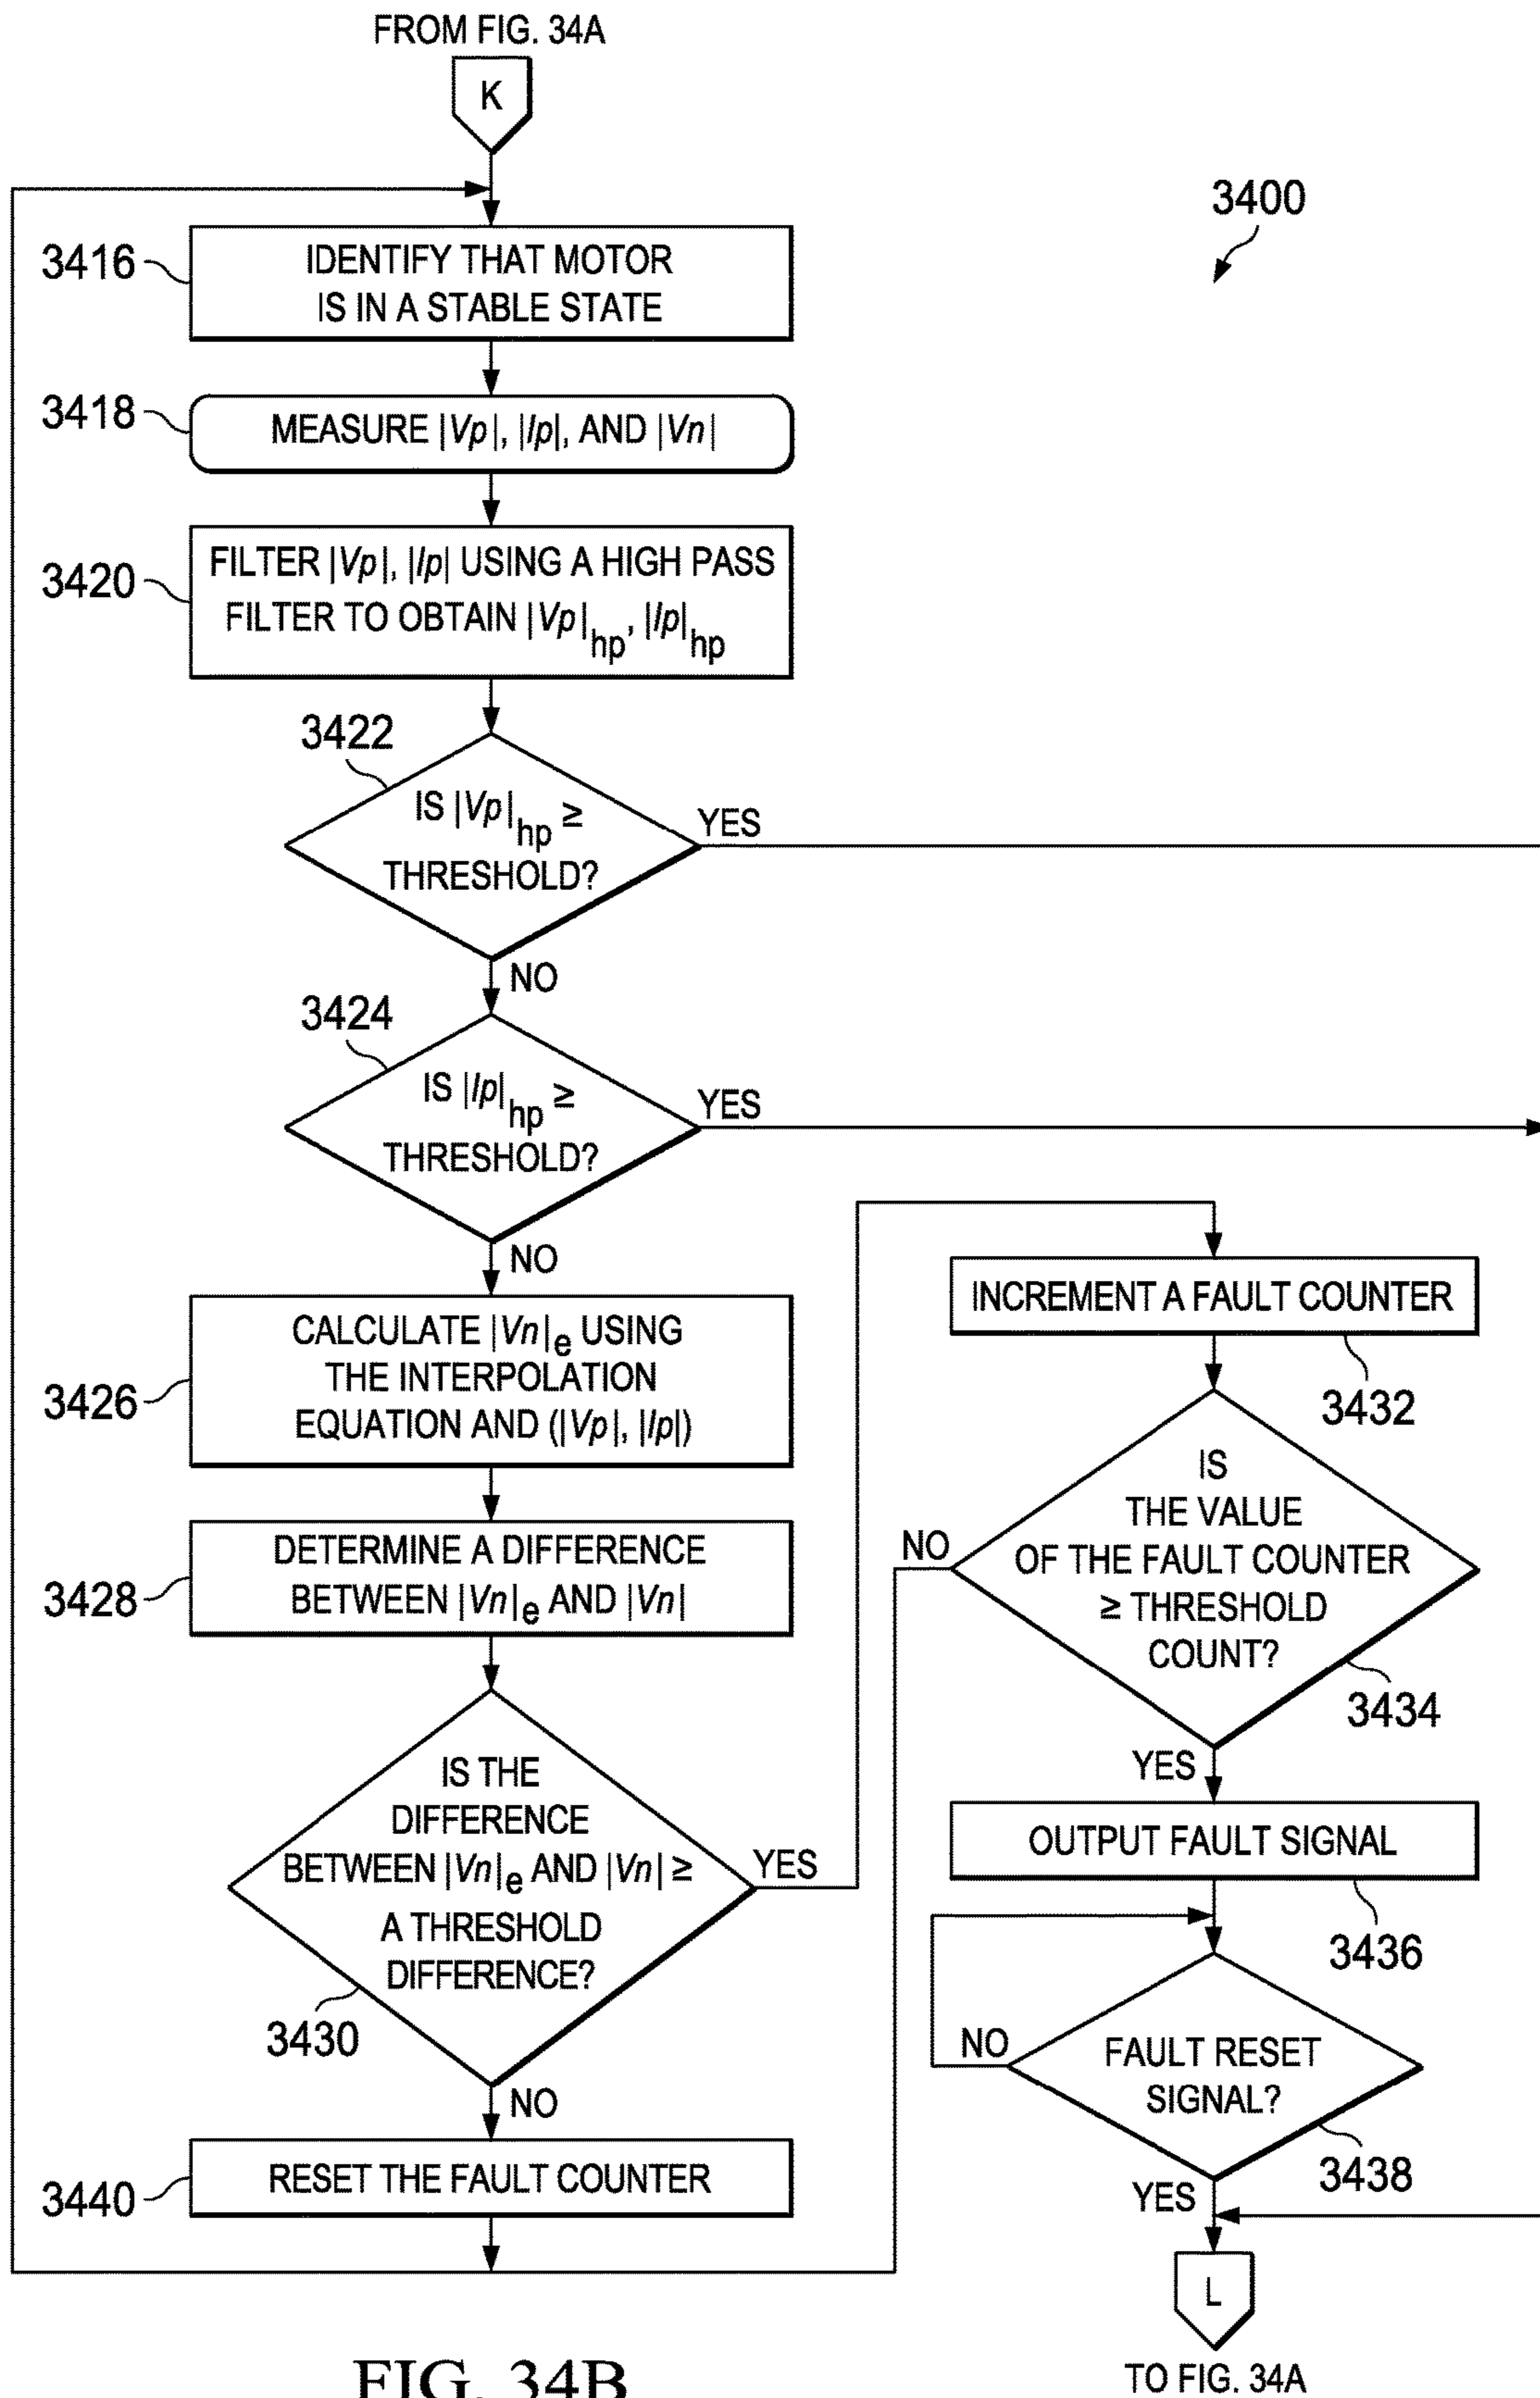 FROM FIG. 34A
K
3400
3416
IDENTIFY THAT MOTOR
IS IN A STABLE STATE
3418
MEASURE |Vp|, |Ip|, AND |Vn|
3420
FILTER |Vp|, |Ip| USING A HIGH PASS
FILTER TO OBTAIN |Vp|hp, |Ip|hp
3422
IS |Vp|hp ≥
THRESHOLD?
YES
NO
3424
IS |Ip|hp ≥
THRESHOLD?
YES
NO
3426
CALCULATE |Vn|e USING
THE INTERPOLATION
EQUATION AND (|Vp|, |Ip|)
3428
DETERMINE A DIFFERENCE
BETWEEN |Vn|e AND |Vn|
IS THE
DIFFERENCE
BETWEEN |Vn|e AND |Vn| ≥
A THRESHOLD
DIFFERENCE?
YES
3430
NO
3440
RESET THE FAULT COUNTER
INCREMENT A FAULT COUNTER
3432
IS
THE VALUE
OF THE FAULT COUNTER
≥ THRESHOLD
COUNT?
NO
3434
YES
OUTPUT FAULT SIGNAL
3436
FAULT RESET
SIGNAL?
NO
3438
YES
L
TO FIG. 34A
FIG. 34B